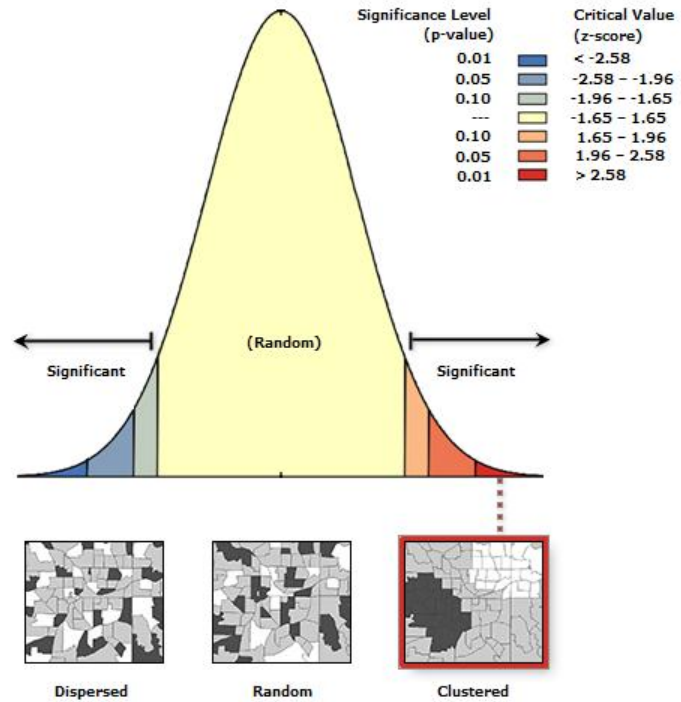 Significance Level Critical Value
(p-value) (z-score)
0.01 < -2.58
0.05 -2.58 – -1.96
0.10 -1.96 – -1.65
--- -1.65 – 1.65
0.10 1.65 – 1.96
0.05 1.96 – 2.58
0.01 > 2.58
(Random)
Significant Significant
Dispersed Random Clustered